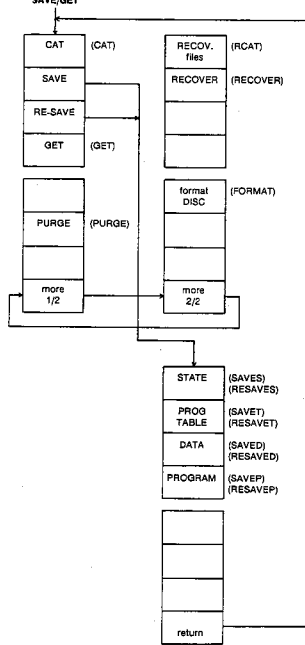 SAVE/GET
CAT (CAT)
SAVE
RE-SAVE
GET (GET)
PURGE (PURGE)
more
1/2
RECOV. (RCAT)
files
RECOVER (RECOVER)
format (FORMAT)
DISC
more
2/2
STATE (SAVES)
(RESAVES)
PROG (SAVET)
TABLE (RESAVET)
DATA (SAVED)
(RESAVED)
PROGRAM (SAVEP)
(RESAVEP)
return